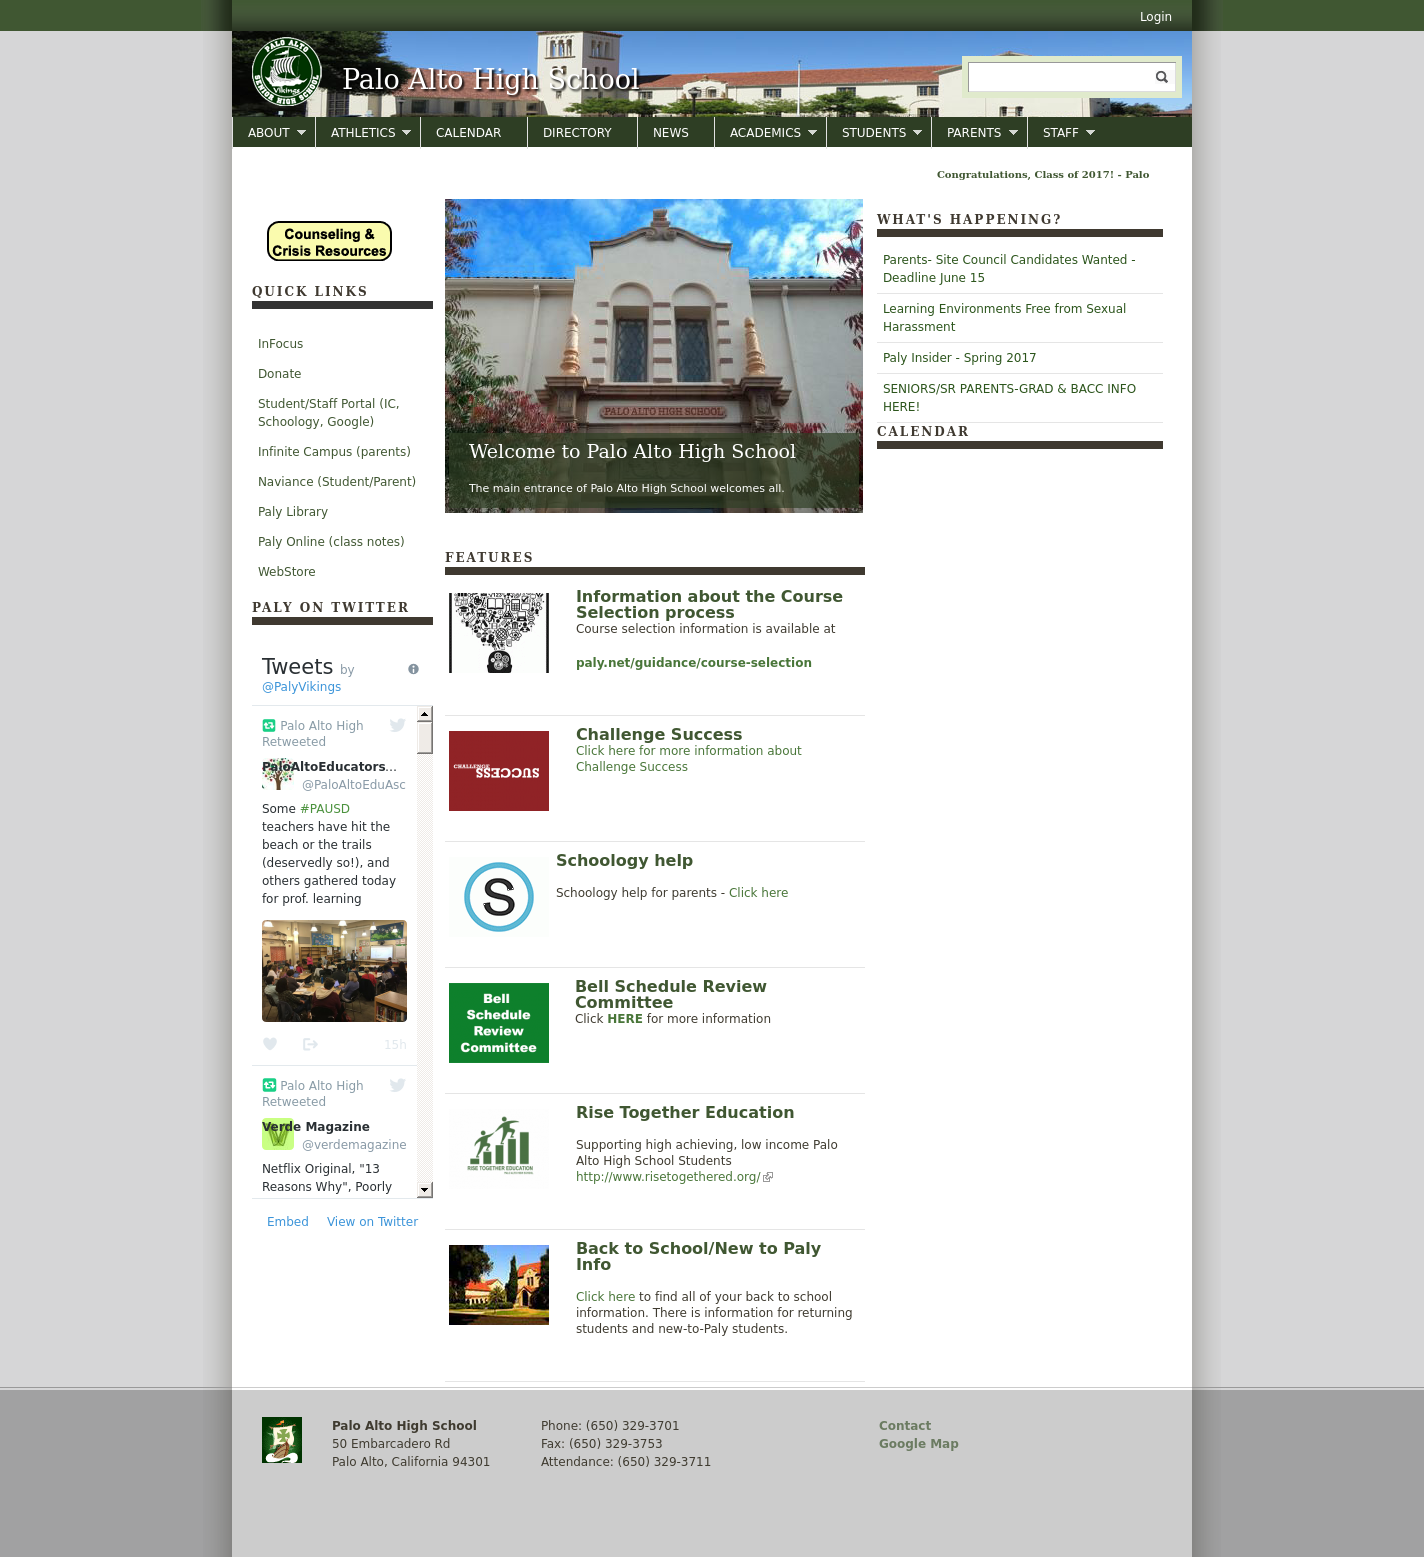 Login
PALO ALTO
Vikings
SENIOR HIGH SCHOOL
Palo Alto High School
ABOUT ATHLETICS CALENDAR DIRECTORY NEWS ACADEMICS STUDENTS PARENTS STAFF
Congratulations, Class of 2017! - Palo
Counseling &
Crisis Resources
QUICK LINKS
InFocus
Donate
Student/Staff Portal (IC,
Schoology, Google)
Infinite Campus (parents)
Naviance (Student/Parent)
Paly Library
Paly Online (class notes)
WebStore
PALY ON TWITTER
Tweets by
@PalyVikings
Palo Alto High
Retweeted
PaloAltoEducators...
@PaloAltoEduAsc
Some #PAUSD
teachers have hit the
beach or the trails
(deservedly so!), and
others gathered today
for prof. learning
15h
Palo Alto High
Retweeted
Verde Magazine
@verdemagazine
Netflix Original, "13
Reasons Why", Poorly
Embed View on Twitter
PALO ALTO HIGH SCHOOL
Welcome to Palo Alto High School
The main entrance of Palo Alto High School welcomes all.
FEATURES
Information about the Course
Selection process
Course selection information is available at
paly.net/guidance/course-selection
CHALLENGE
SUCCESS
Challenge Success
Click here for more information about
Challenge Success
S
Schoology help
Schoology help for parents - Click here
Bell
Schedule
Review
Committee
Bell Schedule Review
Committee
Click HERE for more information
RISE TOGETHER EDUCATION
Rise Together Education
Supporting high achieving, low income Palo
Alto High School Students
http://www.risetogethered.org/
Back to School/New to Paly
Info
Click here to find all of your back to school
information. There is information for returning
students and new-to-Paly students.
WHAT'S HAPPENING?
Parents- Site Council Candidates Wanted -
Deadline June 15
Learning Environments Free from Sexual
Harassment
Paly Insider - Spring 2017
SENIORS/SR PARENTS-GRAD & BACC INFO
HERE!
CALENDAR
Palo Alto High School
50 Embarcadero Rd
Palo Alto, California 94301
Phone: (650) 329-3701
Fax: (650) 329-3753
Attendance: (650) 329-3711
Contact
Google Map